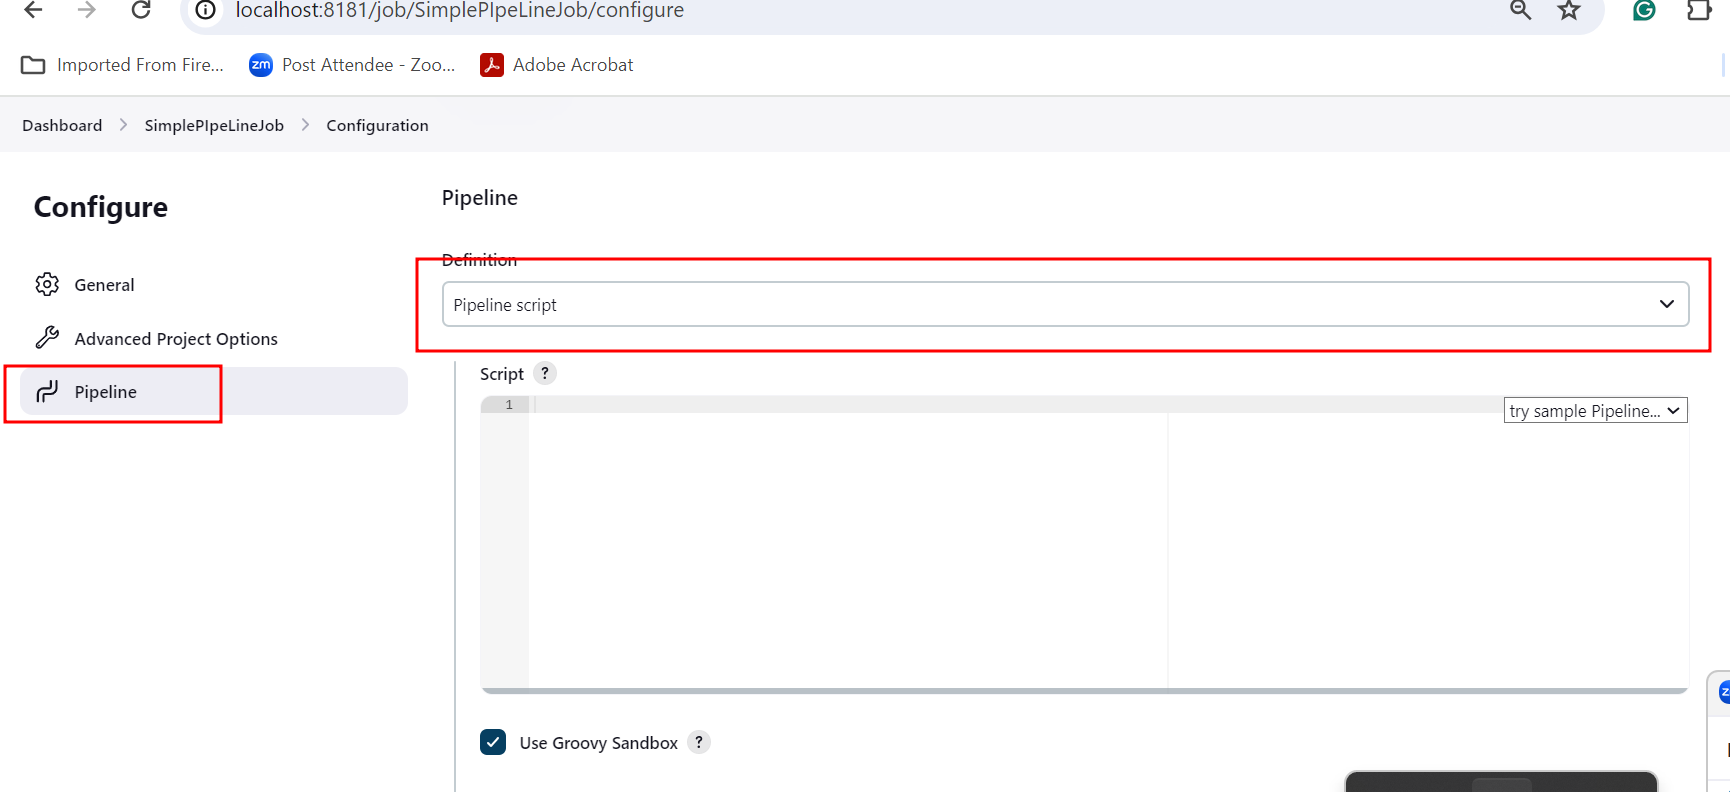 localhost:8181/job/SimplePIpeLineJob/configure
Imported From Fire... zm Post Attendee - Zoo... Adobe Acrobat
Dashboard SimplePIpeLineJob Configuration
Configure
General
Advanced Project Options
Pipeline
Pipeline
Definition
Pipeline script
Script ?
1
try sample Pipeline...
Use Groovy Sandbox ?